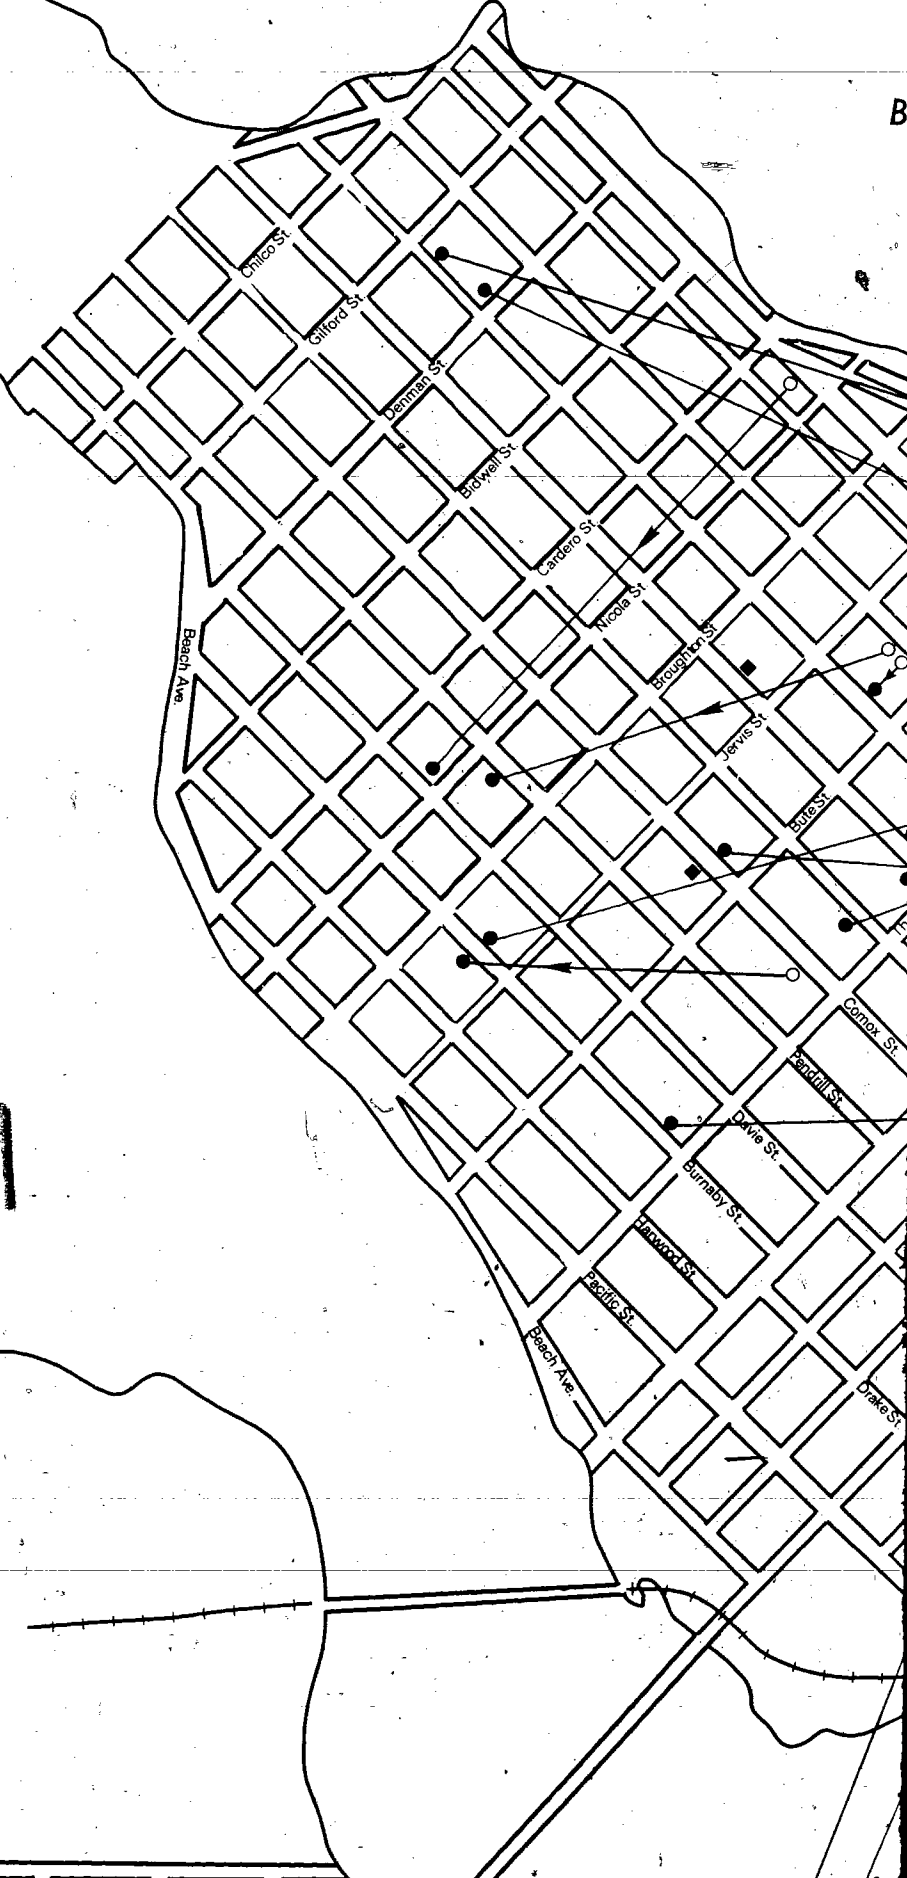 B
Chilco St.
Gilford St.
Denman St.
Bidwell St.
Cardero St.
Nicola St
Broughton St
Beach Ave.
Jervis St
Bute St.
Comox St.
Pendrill St.
Davie St.
Burnaby St.
Harwood St.
Pacific St.
Beach Ave.
Drake St.